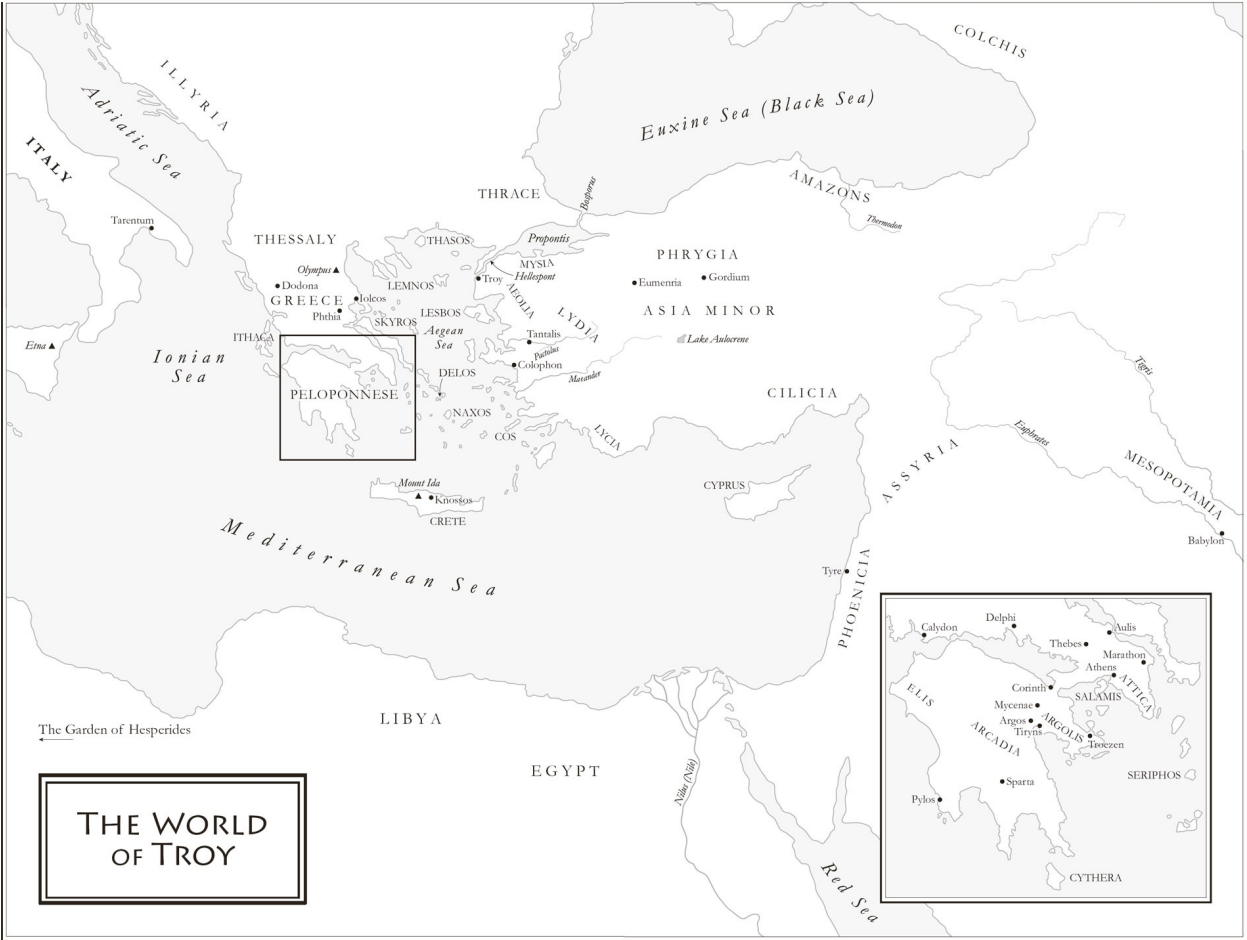 COLCHIS
ILLYRIA
Adriatic Sea
Euxine Sea (Black Sea)
ITALY
AMAZONS
Thermodon
THRACE
Bosporus
Tarentum
THESSALY
THASOS
Propontis
PHRYGIA
Olympus
MYSIA
Hellespont
Troy
Eumenria
Gordium
Dodona
LEMNOS
AEOLIA
GREECE
Iolcos
Phthia
SKYROS
LESBOS
LYDIA
ASIA MINOR
Aegean
Sea
ITHACA
Tantalis
Lake Aulocrene
Etna
Ionian
Sea
Pactolus
Colophon
Maeander
DELOS
Tigris
PELOPONNESE
CILICIA
NAXOS
COS
LYCIA
Euphrates
ASSYRIA
MESOPOTAMIA
Mount Ida
Knossos
CRETE
CYPRUS
Babylon
Mediterranean Sea
Tyre
PHOENICIA
LIBYA
EGYPT
Nilus (Nile)
Red Sea
The Garden of Hesperides
THE WORLD
OF TROY
Calydon
Delphi
Aulis
Thebes
Marathon
Athens
ATTICA
Corinth
SALAMIS
ELIS
Mycenae
Argos
ARGOLIS
Tiryns
ARCADIA
Troezen
Sparta
SERIPHOS
Pylos
CYTHERA